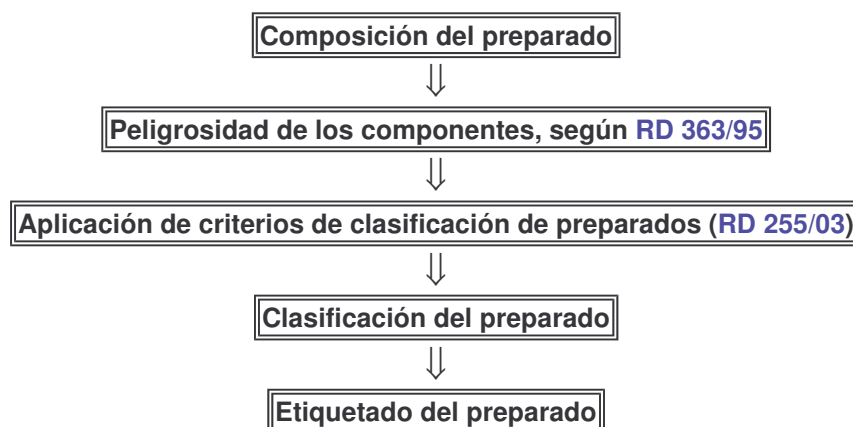 Composición del preparado
⇓
Peligrosidad de los componentes, según RD 363/95
⇓
Aplicación de criterios de clasificación de preparados (RD 255/03)
⇓
Clasificación del preparado
⇓
Etiquetado del preparado